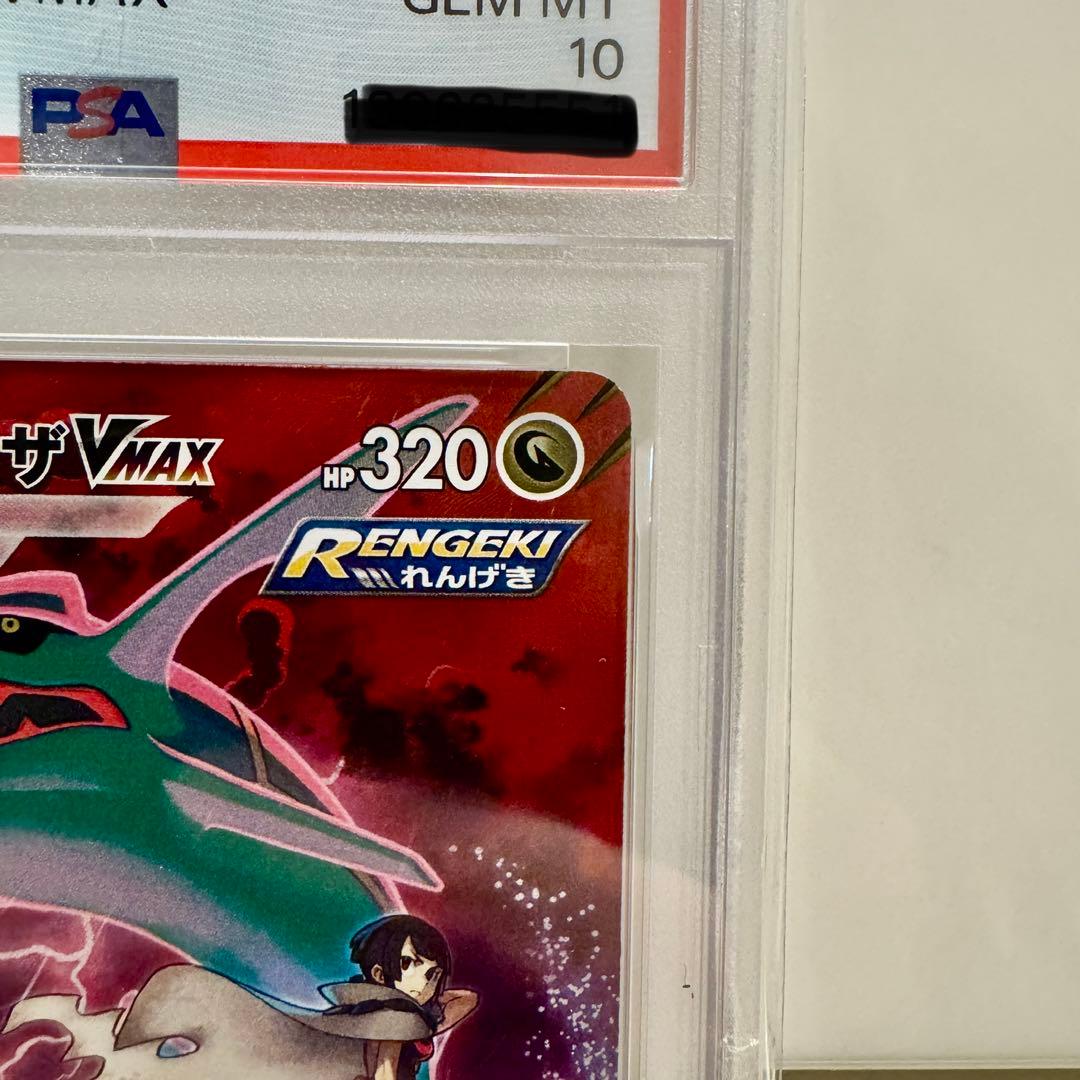 GEM MT
10
PSA
ザVMAX
HP320
RENGEKI
れんげき